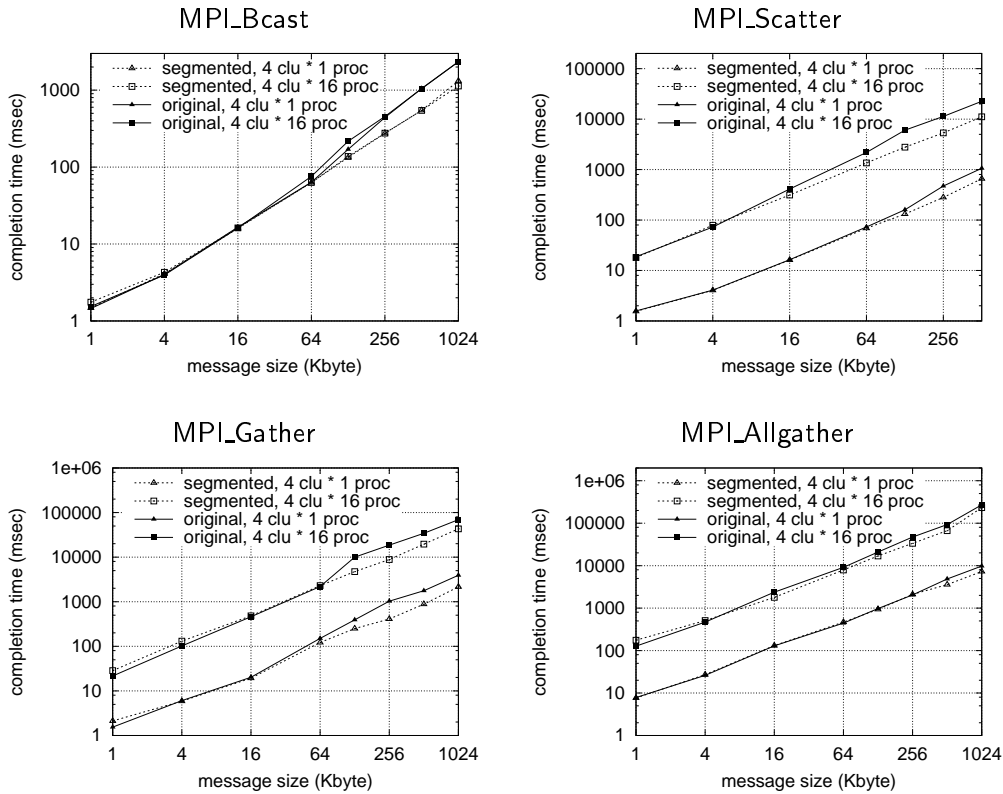 MPI_Bcast
segmented, 4 clu * 1 proc
segmented, 4 clu * 16 proc
original, 4 clu * 1 proc
original, 4 clu * 16 proc
1000
100
10
1
completion time (msec)
1 4 16 64 256 1024
message size (Kbyte)
MPI_Scatter
segmented, 4 clu * 1 proc
segmented, 4 clu * 16 proc
original, 4 clu * 1 proc
original, 4 clu * 16 proc
100000
10000
1000
100
10
1
completion time (msec)
1 4 16 64 256
message size (Kbyte)
MPI_Gather
segmented, 4 clu * 1 proc
segmented, 4 clu * 16 proc
original, 4 clu * 1 proc
original, 4 clu * 16 proc
1e+06
100000
10000
1000
100
10
1
completion time (msec)
1 4 16 64 256 1024
message size (Kbyte)
MPI_Allgather
segmented, 4 clu * 1 proc
segmented, 4 clu * 16 proc
original, 4 clu * 1 proc
original, 4 clu * 16 proc
1e+06
100000
10000
1000
100
10
1
completion time (msec)
1 4 16 64 256 1024
message size (Kbyte)